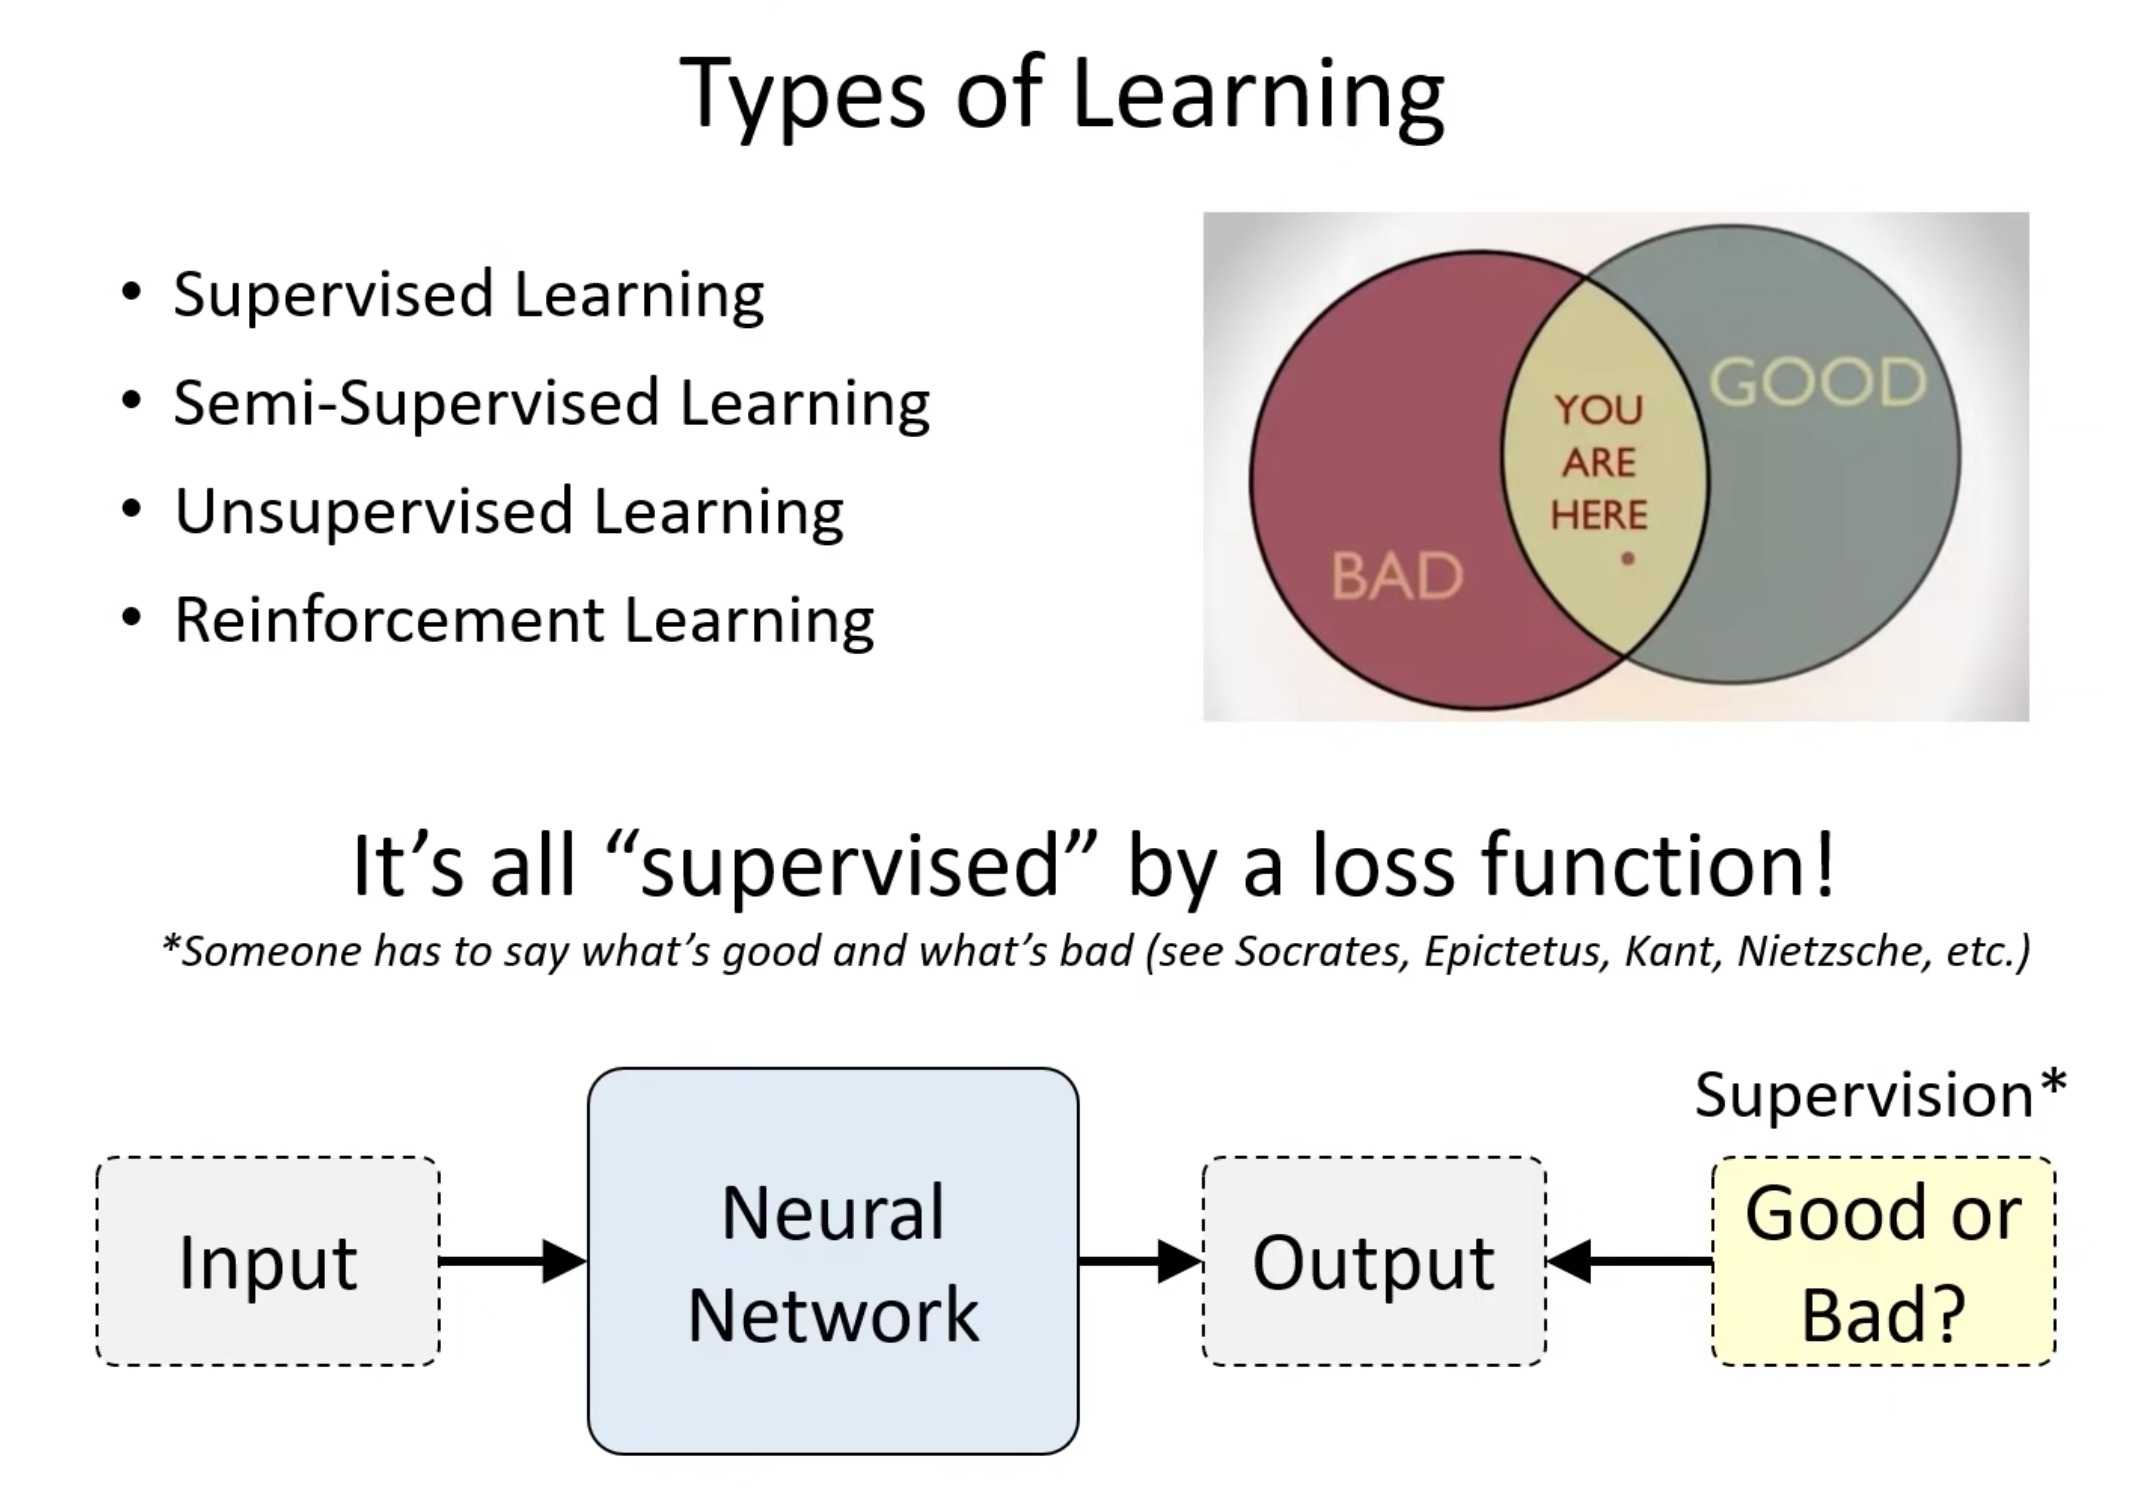 Types of Learning
• Supervised Learning
• Semi-Supervised Learning
• Unsupervised Learning
• Reinforcement Learning
BAD
YOU
ARE
HERE
GOOD
It's all “supervised” by a loss function!
*Someone has to say what's good and what's bad (see Socrates, Epictetus, Kant, Nietzsche, etc.)
Input
Neural
Network
Output
Supervision*
Good or
Bad?